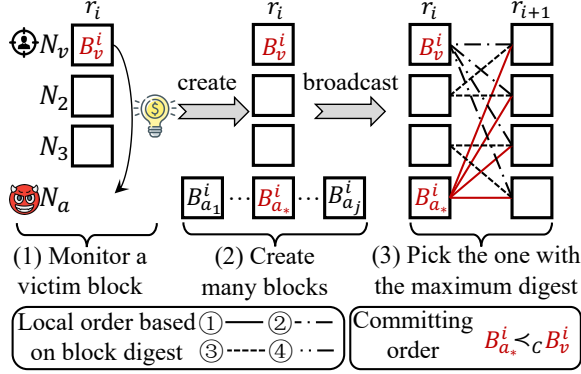 r_i r_i r_{i+1}
N_v B_v^i B_v^i B_v^i
create broadcast
N_2
N_3
N_a B_{a_1}^i ··· B_{a_*}^i ··· B_{a_j}^i B_{a_*}^i
(1) Monitor a
victim block
(2) Create
many blocks
(3) Pick the one with
the maximum digest
Local order based
on block digest
① ②
③ ④
Committing
order
B_{a_*}^i ≺_C B_v^i